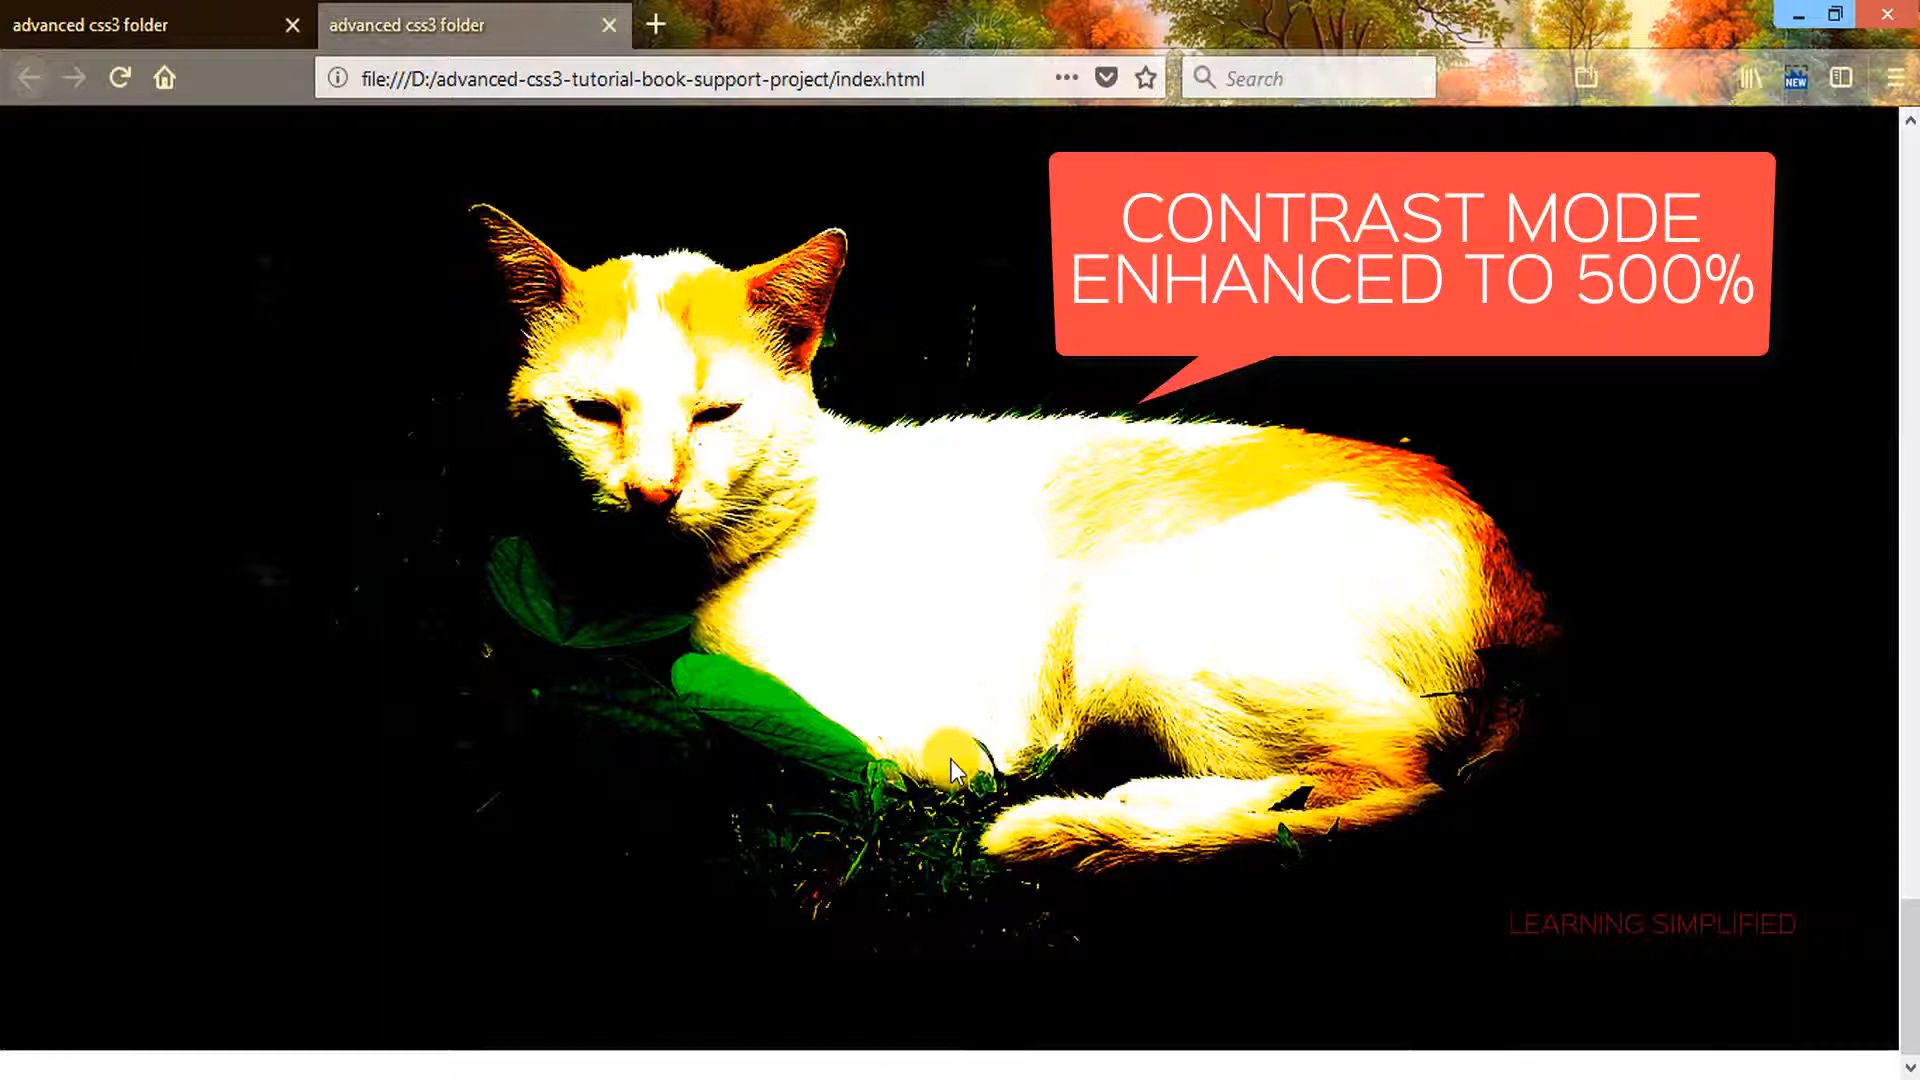 advanced css3 folder
advanced css3 folder
file:///D:/advanced-css3-tutorial-book-support-project/index.html
Search
NEW
CONTRAST MODE
ENHANCED TO 500%
LEARNING SIMPLIFIED